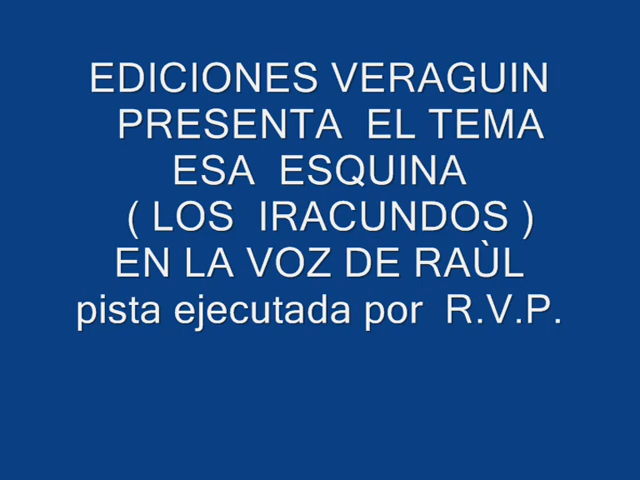 EDICIONES VERAGUIN
PRESENTA EL TEMA
ESA ESQUINA
( LOS IRACUNDOS )
EN LA VOZ DE RAÙL
pista ejecutada por R.V.P.